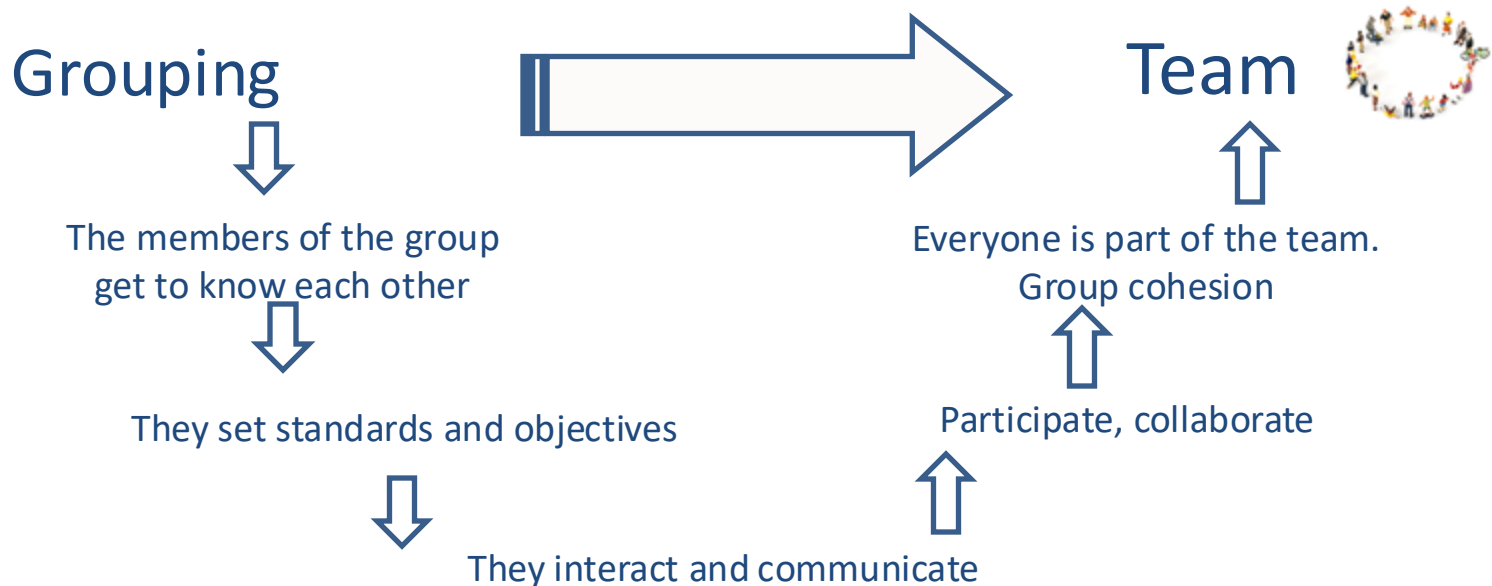 Grouping
Team
The members of the group
get to know each other
Everyone is part of the team.
Group cohesion
They set standards and objectives
Participate, collaborate
They interact and communicate